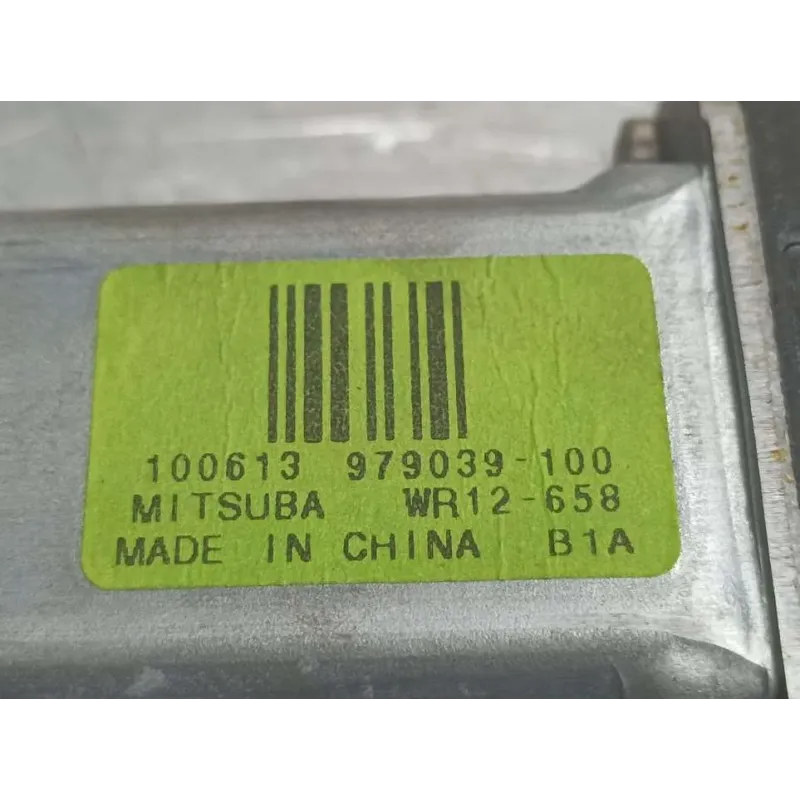 100613 979039-100
MITSUBA WR12-658
MADE IN CHINA B1A